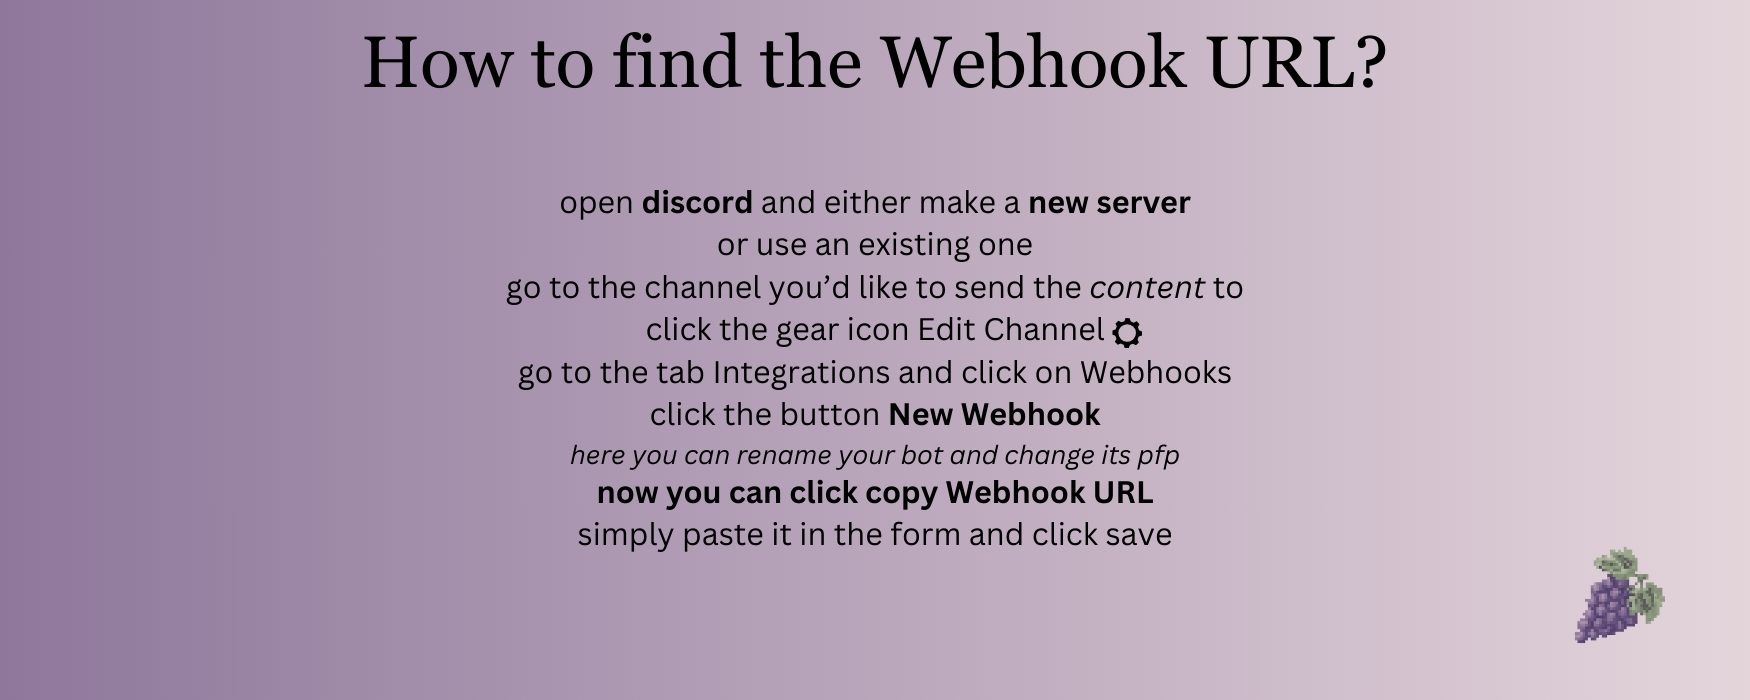 How to find the Webhook URL?
open discord and either make a new server
or use an existing one
go to the channel you’d like to send the content to
click the gear icon Edit Channel
go to the tab Integrations and click on Webhooks
click the button New Webhook
here you can rename your bot and change its pfp
now you can click copy Webhook URL
simply paste it in the form and click save